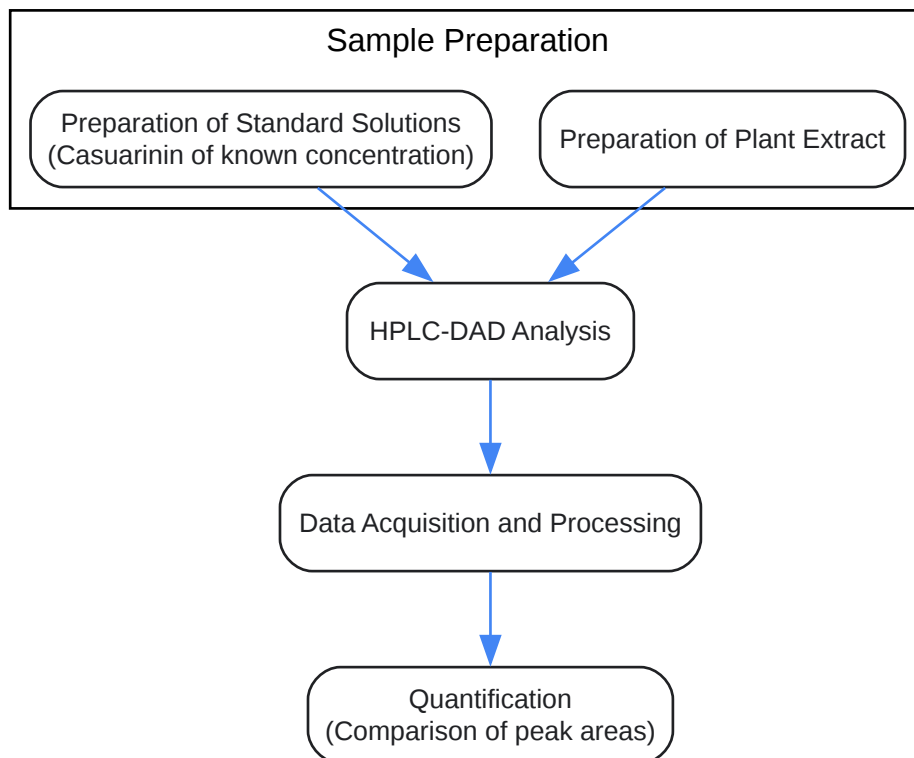 Sample Preparation
Preparation of Standard Solutions
(Casuarinin of known concentration)
Preparation of Plant Extract
HPLC-DAD Analysis
Data Acquisition and Processing
Quantification
(Comparison of peak areas)